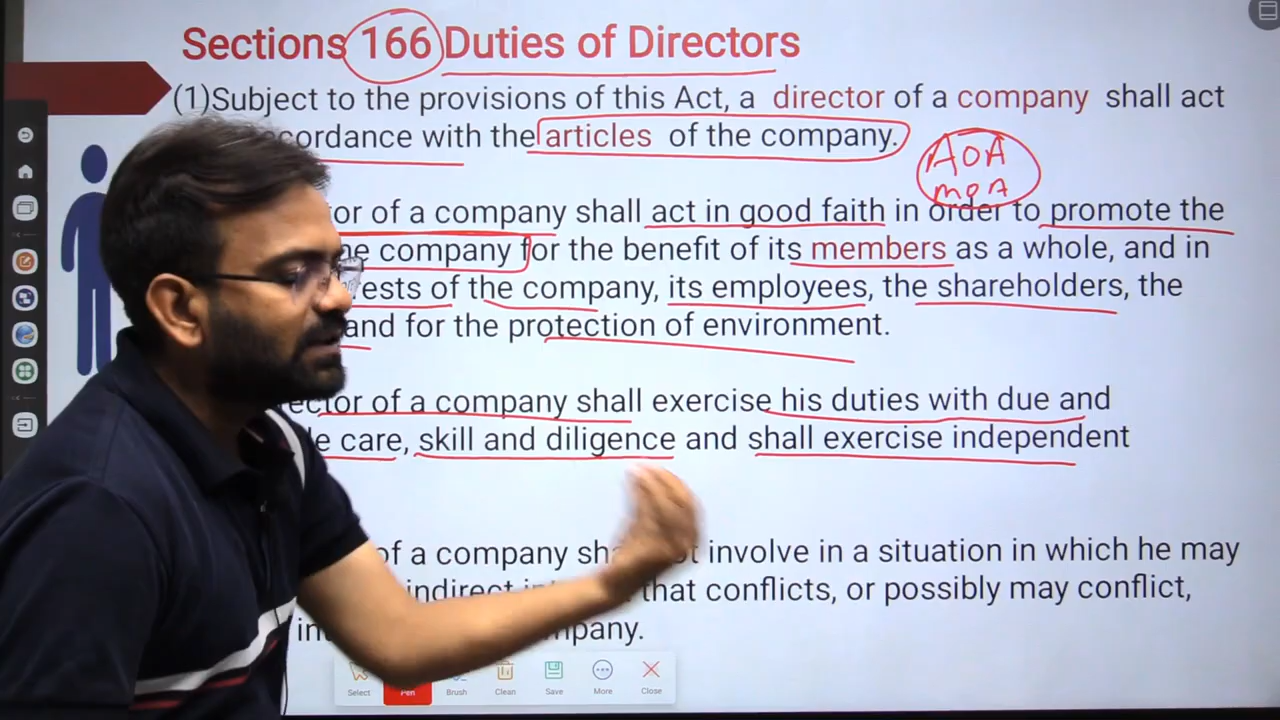 Sections 166 Duties of Directors
(1)Subject to the provisions of this Act, a director of a company shall act
cordance with the articles of the company.
AOA
MOA
or of a company shall act in good faith in order to promote the
company for the benefit of its members as a whole, and in
ests of the company, its employees, the shareholders, the
and for the protection of environment.
ector of a company shall exercise his duties with due and
care, skill and diligence and shall exercise independent
of a company involve in a situation in which he may
indirect that conflicts, or possibly may conflict,
Select Pen Brush Clean Save More Close